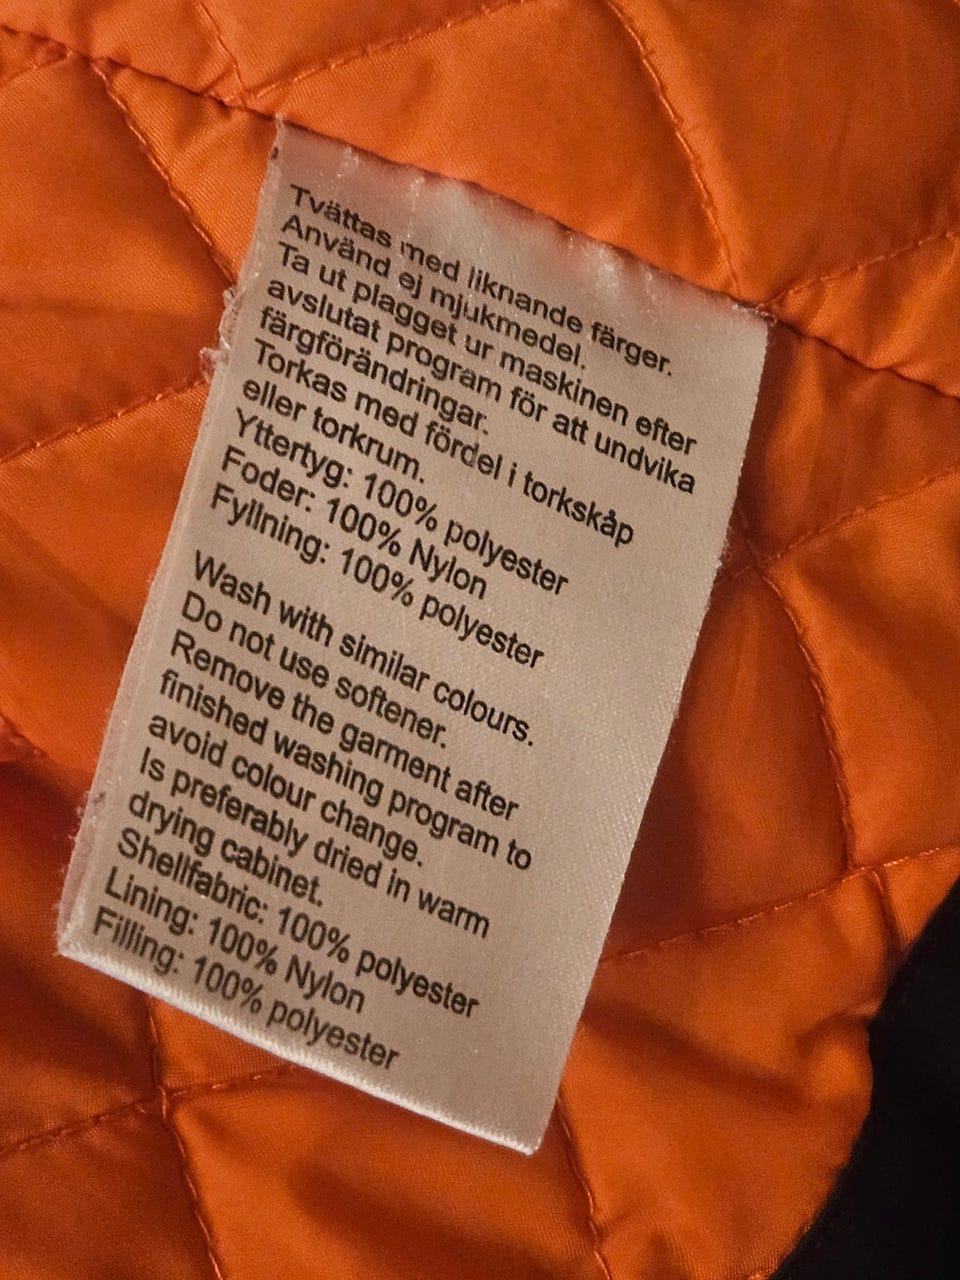 Tvättas med liknande färger.
Använd ej mjukmedel.
Ta ut plagget ur maskinen efter
avslutat program för att undvika
färgförändringar.
Torkas med fördel i torkskåp
eller torkrum.
Yttertyg: 100% polyester
Foder: 100% Nylon
Fyllning: 100% polyester
Wash with similar colours.
Do not use softener.
Remove the garment after
finished washing program to
avoid colour change.
Is preferably dried in warm
drying cabinet.
Shellfabric: 100% polyester
Lining: 100% Nylon
Filling: 100% polyester